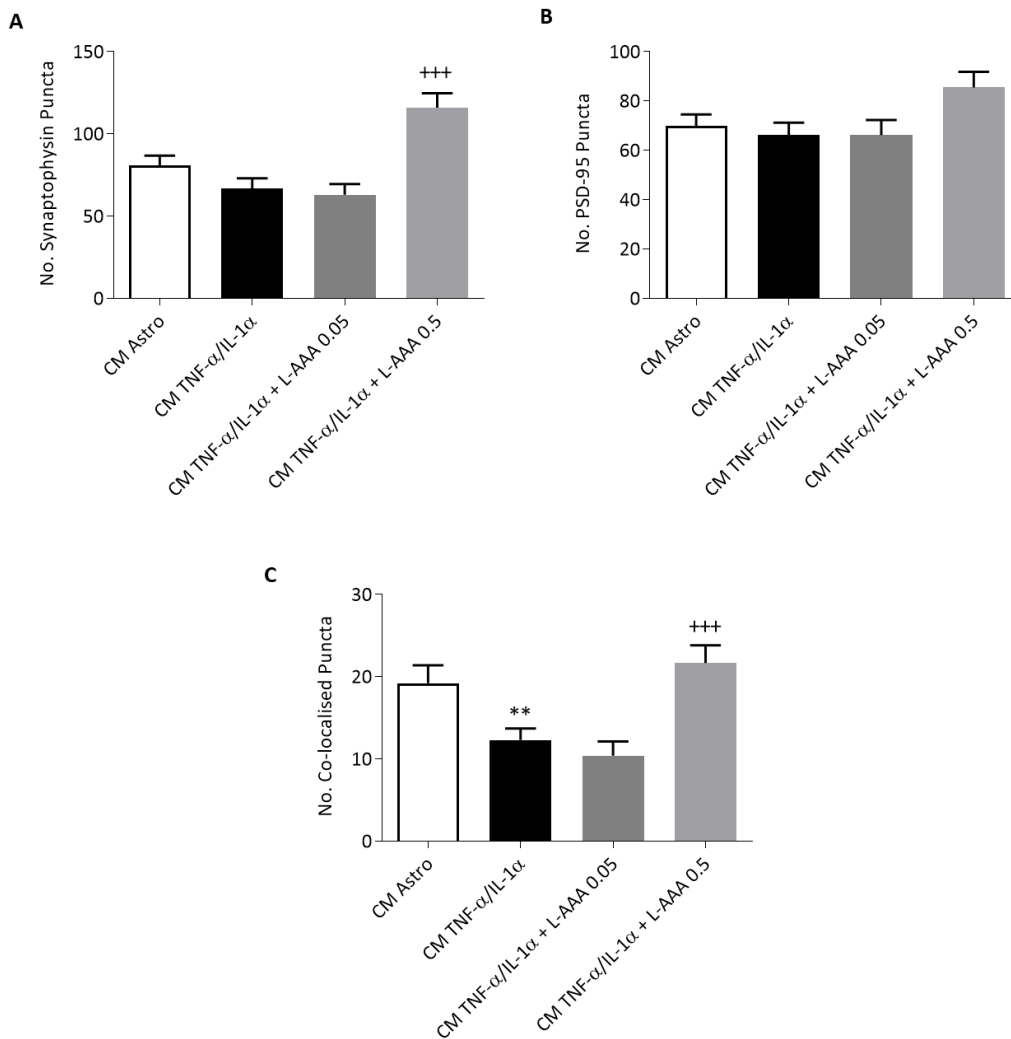 A
No. Synaptophysin Puncta
150
100
50
0
+++
CM Astro
CM TNF-α/IL-1α
CM TNF-α/IL-1α + L-AAA 0.05
CM TNF-α/IL-1α + L-AAA 0.5
B
No. PSD-95 Puncta
100
80
60
40
20
0
CM Astro
CM TNF-α/IL-1α
CM TNF-α/IL-1α + L-AAA 0.05
CM TNF-α/IL-1α + L-AAA 0.5
C
No. Co-localised Puncta
30
20
10
0
**
+++
CM Astro
CM TNF-α/IL-1α
CM TNF-α/IL-1α + L-AAA 0.05
CM TNF-α/IL-1α + L-AAA 0.5